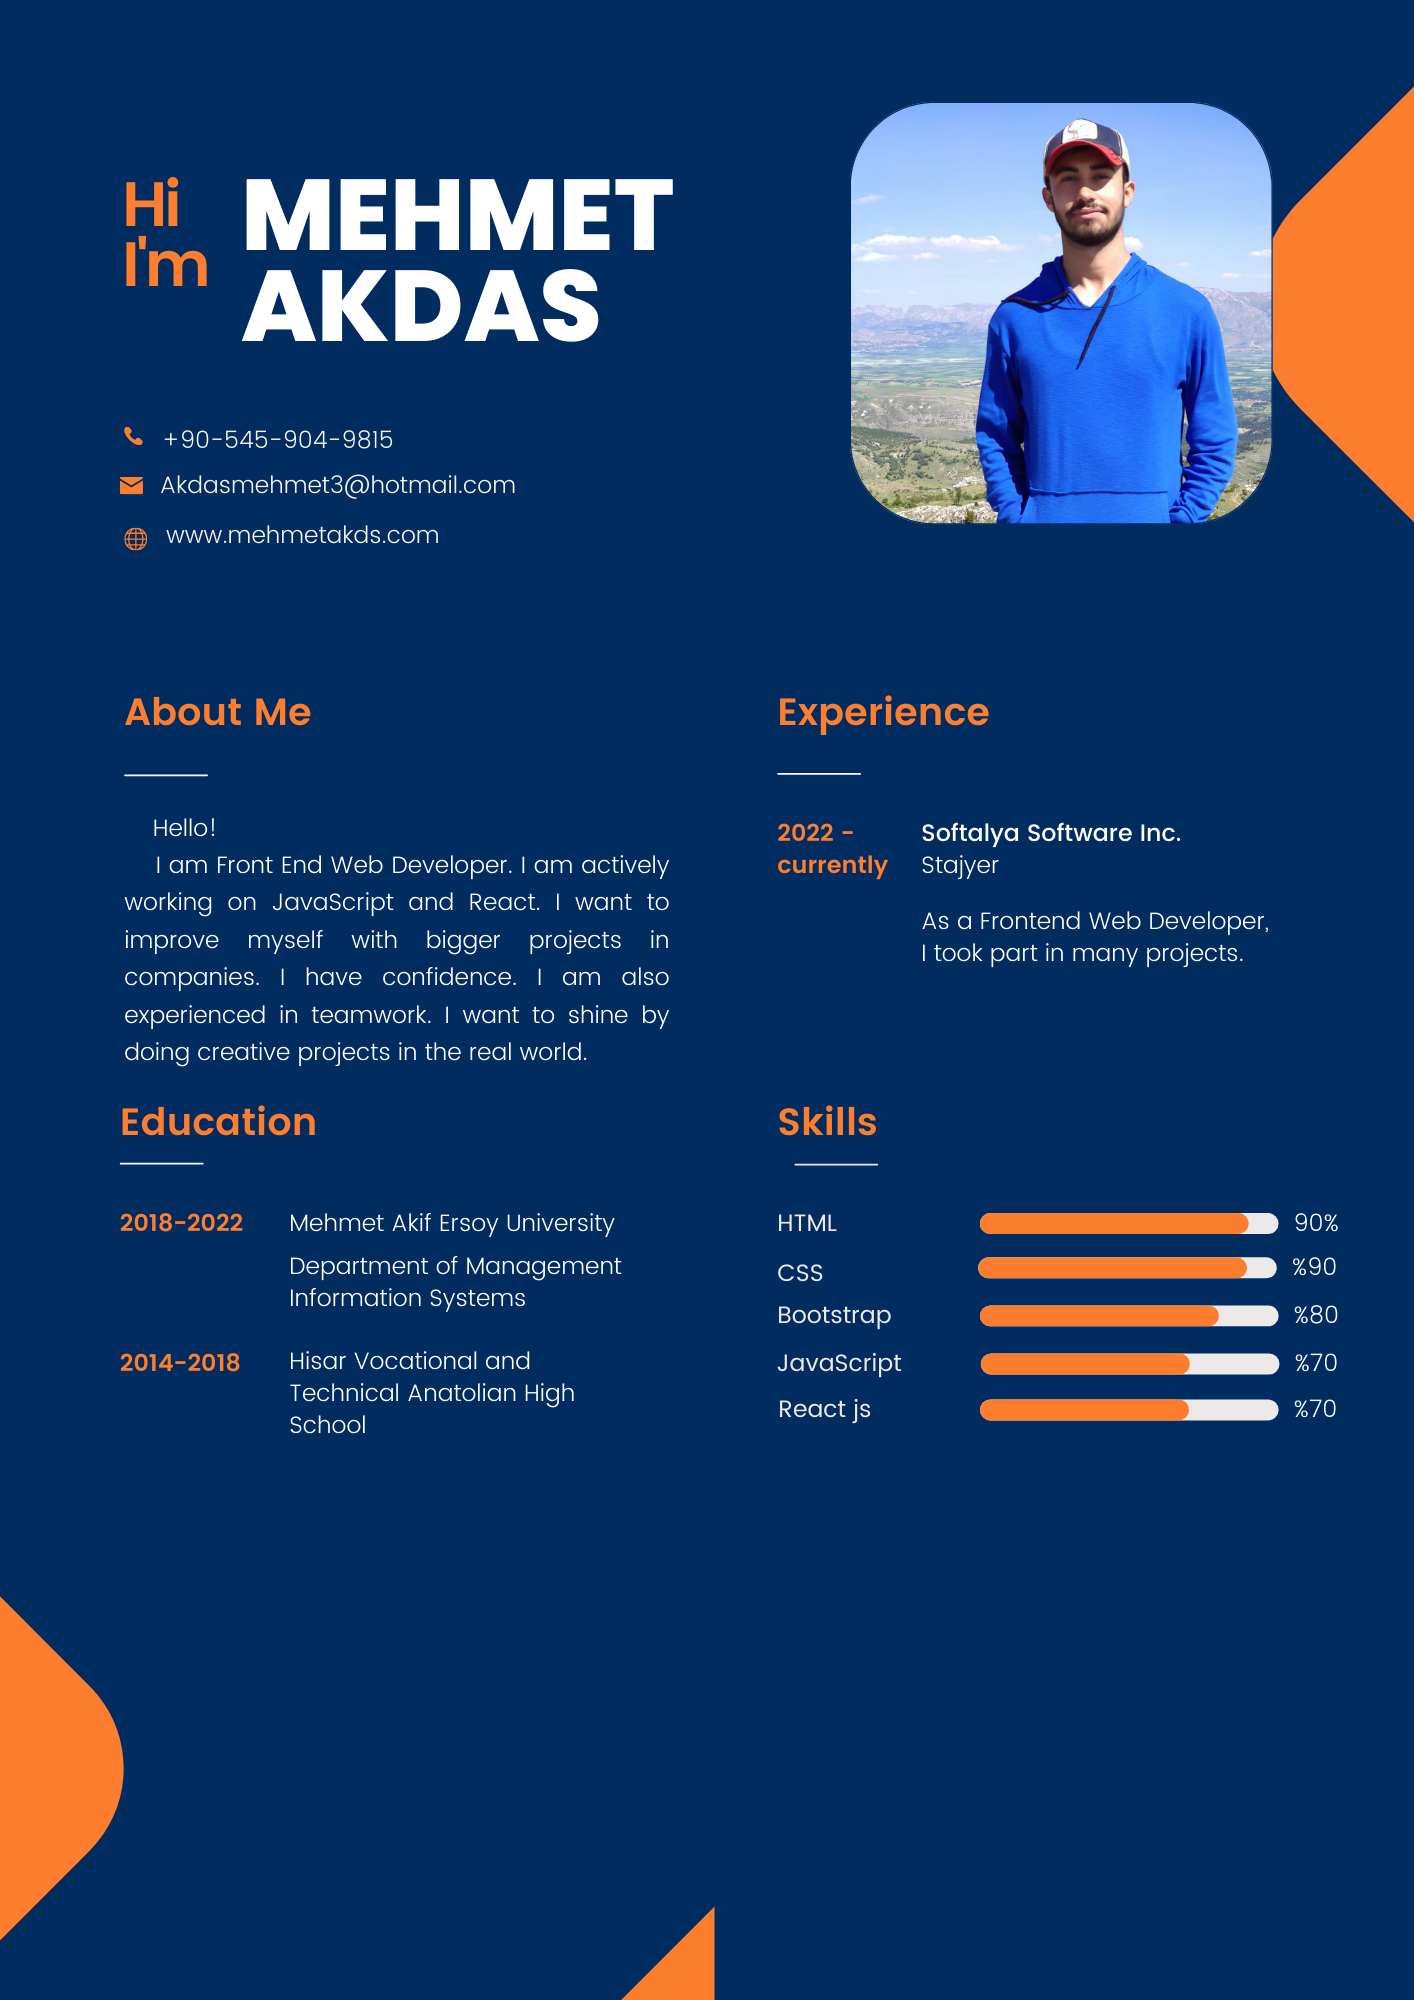 Hi
I'm
MEHMET
AKDAS
+90-545-904-9815
Akdasmehmet3@hotmail.com
www.mehmetakds.com
About Me
Hello!
I am Front End Web Developer. I am actively
working on JavaScript and React. I want to
improve myself with bigger projects in
companies. I have confidence. I am also
experienced in teamwork. I want to shine by
doing creative projects in the real world.
Experience
2022 -
currently
Softalya Software Inc.
Stajyer
As a Frontend Web Developer,
I took part in many projects.
Education
2018-2022
Mehmet Akif Ersoy University
Department of Management
Information Systems
2014-2018
Hisar Vocational and
Technical Anatolian High
School
Skills
HTML 90%
CSS %90
Bootstrap %80
JavaScript %70
React js %70